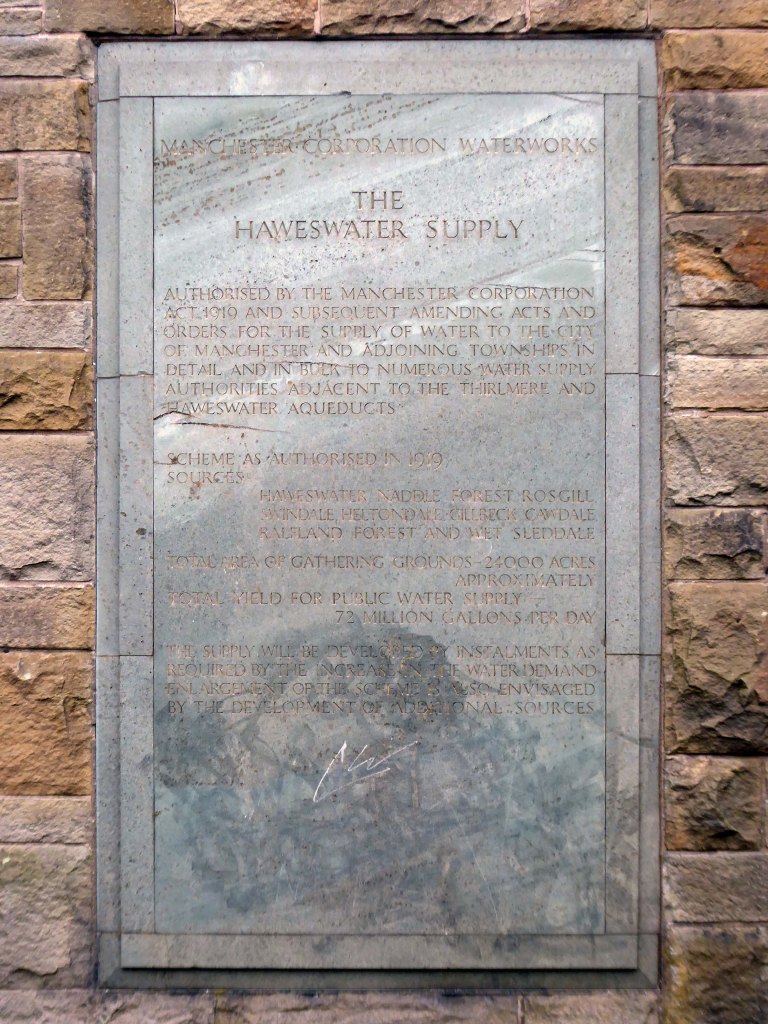 MANCHESTER CORPORATION WATERWORKS
THE
HAWESWATER SUPPLY
AUTHORISED BY THE MANCHESTER CORPORATION
ACT 1919 AND SUBSEQUENT AMENDING ACTS AND
ORDERS FOR THE SUPPLY OF WATER TO THE CITY
OF MANCHESTER AND ADJOINING TOWNSHIPS IN
DETAIL AND IN BULK TO NUMEROUS WATER SUPPLY
AUTHORITIES ADJACENT TO THE THIRLMERE AND
HAWESWATER AQUEDUCTS
SCHEME AS AUTHORISED IN 1919
SOURCES
HAWESWATER NADDLE FOREST ROSGILL
SWINDALE, HELTONDALE, GILLBECK CAWDALE
RALFLAND FOREST AND WET SLEDDALE
TOTAL AREA OF GATHERING GROUNDS – 24000 ACRES
APPROXIMATELY
TOTAL YIELD FOR PUBLIC WATER SUPPLY –
72 MILLION GALLONS PER DAY
THE SUPPLY WILL BE DEVELOPED BY INSTALMENTS AS
REQUIRED BY THE INCREASE IN THE WATER DEMAND
ENLARGEMENT OF THE SCHEME IS ALSO ENVISAGED
BY THE DEVELOPMENT OF ADDITIONAL SOURCES